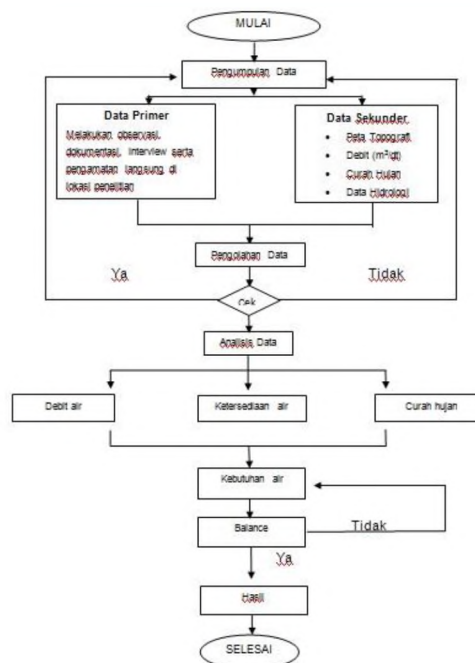 MULAI
Pengumpulan Data
Data Primer
Melakukan observasi,
dokumentasi, Interview serta
pengamatan langsung di
lokasi penelitian
Data Sekunder
• Peta Topografi
• Debit (m³/dt)
• Curah Hujan
• Data Hidrologi
Pengolahan Data
Ya
Tidak
Cek
Analisis Data
Debit air
Ketersediaan air
Curah hujan
Kebutuhan air
Balance
Tidak
Ya
Hasil
SELESAI